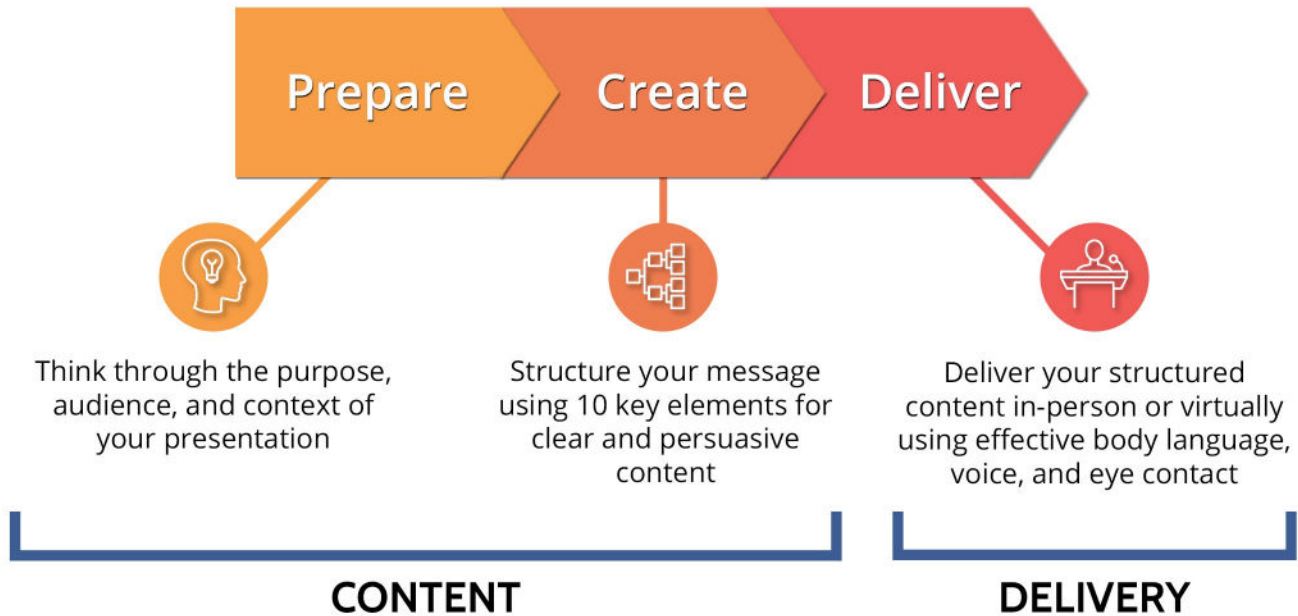 Prepare
Create
Deliver
Think through the purpose,
audience, and context of
your presentation
Structure your message
using 10 key elements for
clear and persuasive
content
Deliver your structured
content in-person or virtually
using effective body language,
voice, and eye contact
CONTENT
DELIVERY